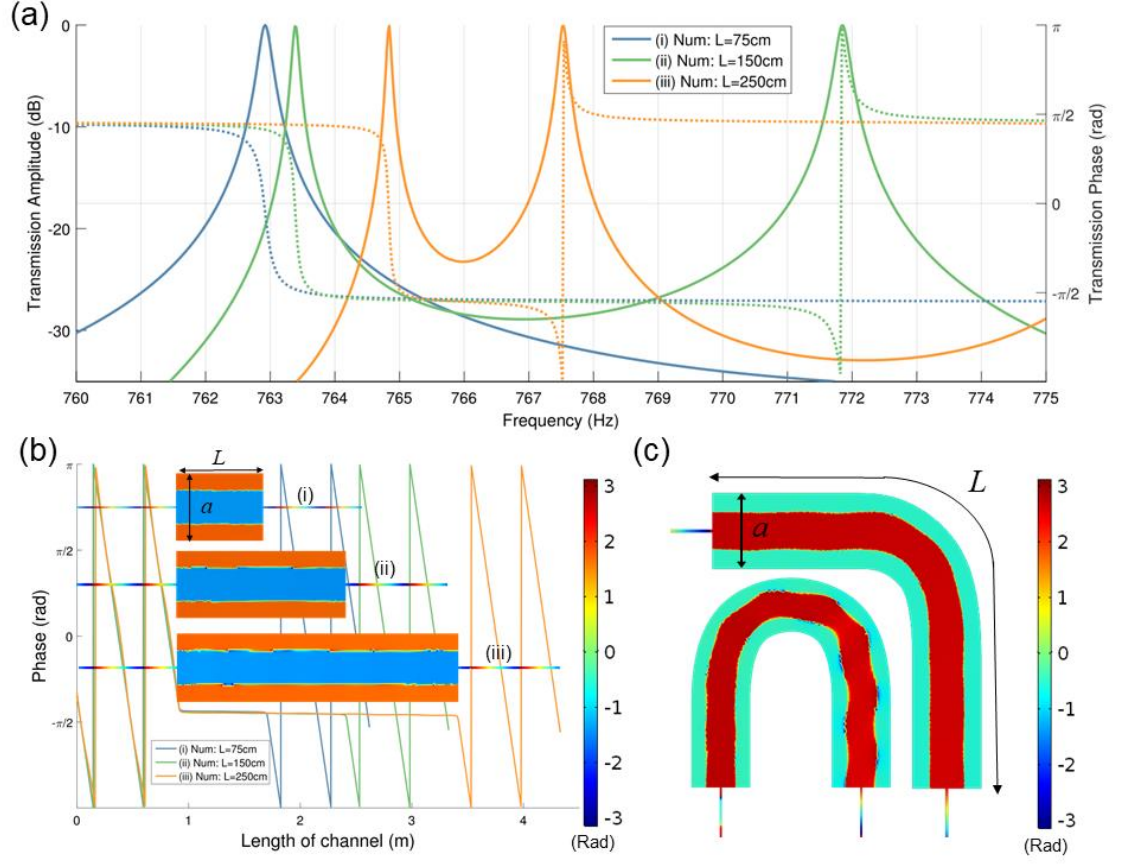 (a)
0
-10
-20
-30
Transmission Amplitude (dB)
π
π/2
0
-π/2
Transmission Phase (rad)
(i) Num: L=75cm
(ii) Num: L=150cm
(iii) Num: L=250cm
760 761 762 763 764 765 766 767 768 769 770 771 772 773 774 775
Frequency (Hz)
(b)
π
π/2
0
-π/2
Phase (rad)
L
a
(i)
(ii)
(iii)
(i) Num: L=75cm
(ii) Num: L=150cm
(iii) Num: L=250cm
0 1 2 3 4
Length of channel (m)
3
2
1
0
-1
-2
-3
(Rad)
(c)
L
a
3
2
1
0
-1
-2
-3
(Rad)